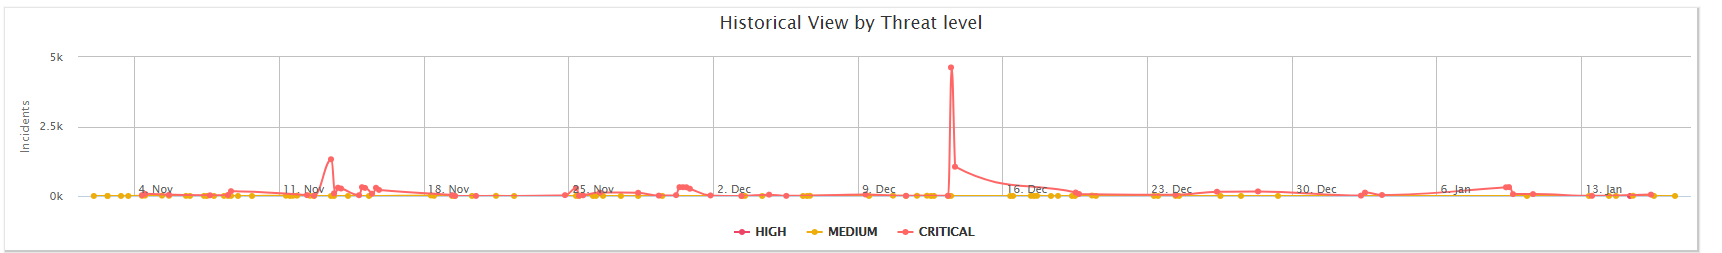 Historical View by Threat level
5k
2.5k
0k
Incidents
4. Nov 11. Nov 18. Nov 25. Nov 2. Dec 9. Dec 16. Dec 23. Dec 30. Dec 6. Jan 13. Jan
HIGH MEDIUM CRITICAL